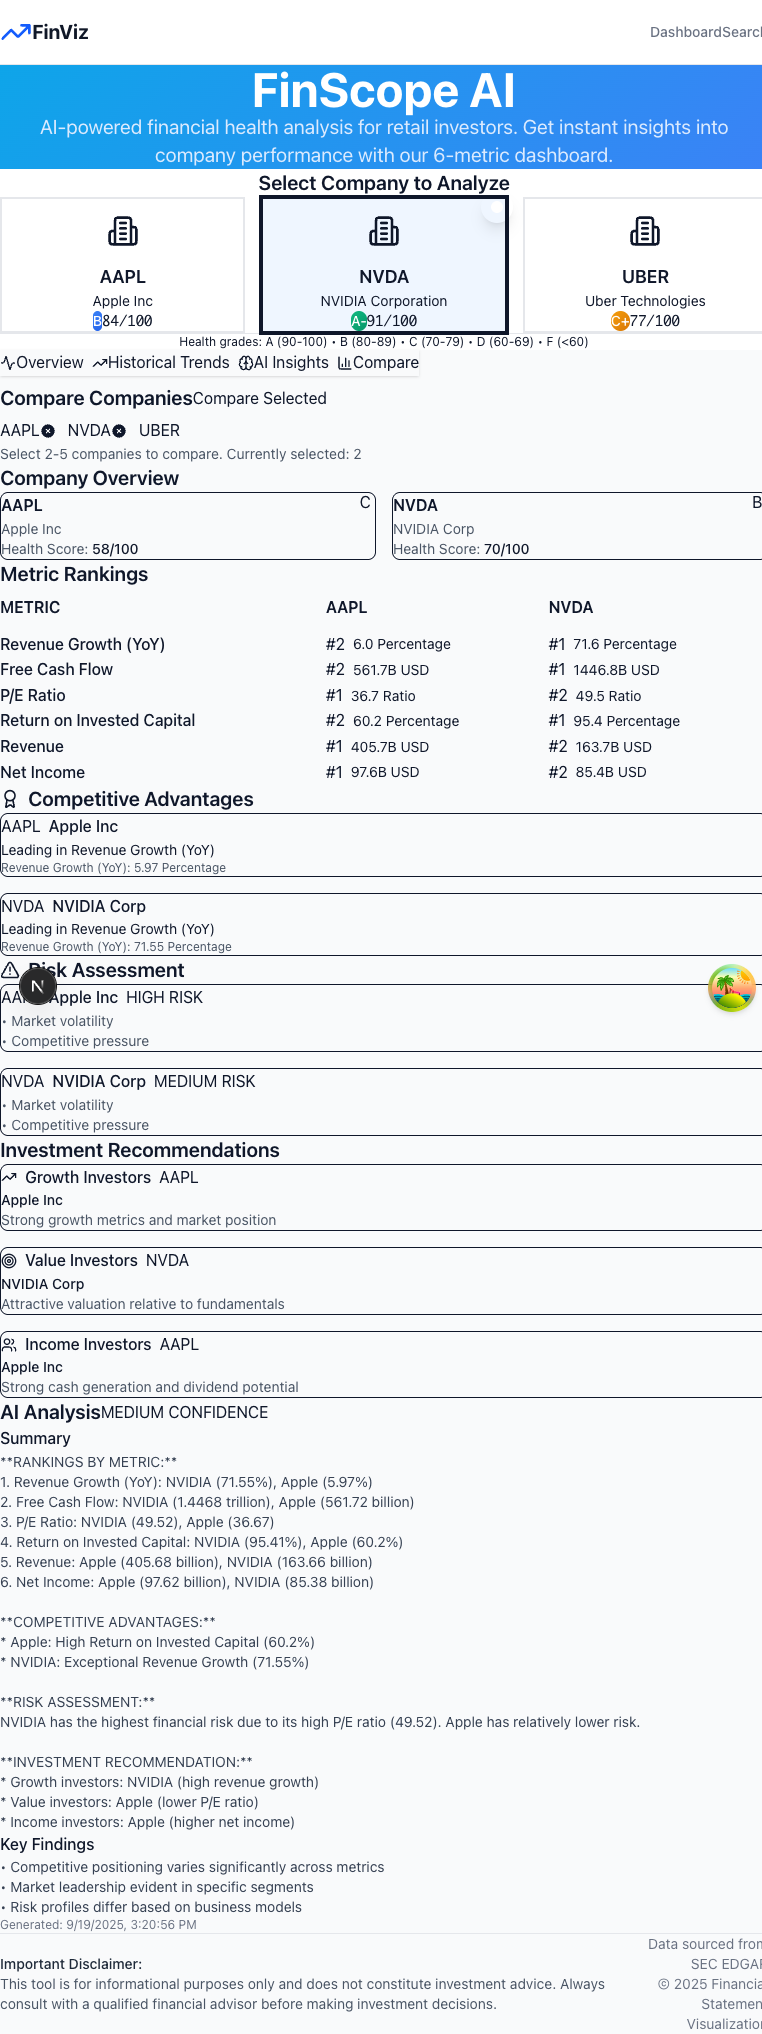 FinViz
DashboardSearch
FinScope AI
AI-powered financial health analysis for retail investors. Get instant insights into
company performance with our 6-metric dashboard.
Select Company to Analyze
AAPL
Apple Inc
B84/100
NVDA
NVIDIA Corporation
A-91/100
UBER
Uber Technologies
C+77/100
Health grades: A (90-100) • B (80-89) • C (70-79) • D (60-69) • F (<60)
Overview Historical Trends AI Insights Compare
Compare CompaniesCompare Selected
AAPL NVDA UBER
Select 2-5 companies to compare. Currently selected: 2
Company Overview
AAPL C
Apple Inc
Health Score: 58/100
NVDA B
NVIDIA Corp
Health Score: 70/100
Metric Rankings
METRIC AAPL NVDA
Revenue Growth (YoY) #2 6.0 Percentage #1 71.6 Percentage
Free Cash Flow #2 561.7B USD #1 1446.8B USD
P/E Ratio #1 36.7 Ratio #2 49.5 Ratio
Return on Invested Capital #2 60.2 Percentage #1 95.4 Percentage
Revenue #1 405.7B USD #2 163.7B USD
Net Income #1 97.6B USD #2 85.4B USD
Competitive Advantages
AAPL Apple Inc
Leading in Revenue Growth (YoY)
Revenue Growth (YoY): 5.97 Percentage
NVDA NVIDIA Corp
Leading in Revenue Growth (YoY)
Revenue Growth (YoY): 71.55 Percentage
Risk Assessment
N
Apple Inc HIGH RISK
• Market volatility
• Competitive pressure
NVDA NVIDIA Corp MEDIUM RISK
• Market volatility
• Competitive pressure
Investment Recommendations
Growth Investors AAPL
Apple Inc
Strong growth metrics and market position
Value Investors NVDA
NVIDIA Corp
Attractive valuation relative to fundamentals
Income Investors AAPL
Apple Inc
Strong cash generation and dividend potential
AI AnalysisMEDIUM CONFIDENCE
Summary
**RANKINGS BY METRIC:**
1. Revenue Growth (YoY): NVIDIA (71.55%), Apple (5.97%)
2. Free Cash Flow: NVIDIA (1.4468 trillion), Apple (561.72 billion)
3. P/E Ratio: NVIDIA (49.52), Apple (36.67)
4. Return on Invested Capital: NVIDIA (95.41%), Apple (60.2%)
5. Revenue: Apple (405.68 billion), NVIDIA (163.66 billion)
6. Net Income: Apple (97.62 billion), NVIDIA (85.38 billion)
**COMPETITIVE ADVANTAGES:**
* Apple: High Return on Invested Capital (60.2%)
* NVIDIA: Exceptional Revenue Growth (71.55%)
**RISK ASSESSMENT:**
NVIDIA has the highest financial risk due to its high P/E ratio (49.52). Apple has relatively lower risk.
**INVESTMENT RECOMMENDATION:**
* Growth investors: NVIDIA (high revenue growth)
* Value investors: Apple (lower P/E ratio)
* Income investors: Apple (higher net income)
Key Findings
• Competitive positioning varies significantly across metrics
• Market leadership evident in specific segments
• Risk profiles differ based on business models
Generated: 9/19/2025, 3:20:56 PM
Important Disclaimer:
This tool is for informational purposes only and does not constitute investment advice. Always
consult with a qualified financial advisor before making investment decisions.
Data sourced from
SEC EDGAR
© 2025 Financial
Statement
Visualization